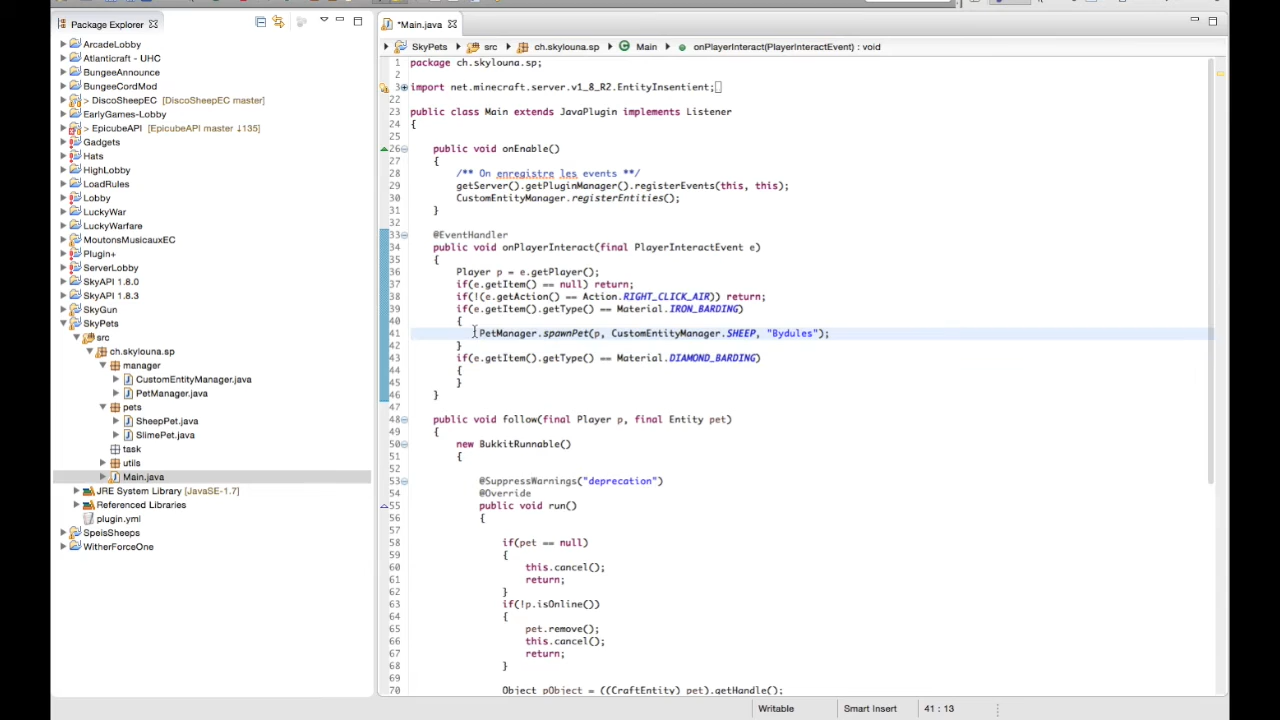 Package Explorer
ArcadeLobby
Atlanticraft - UHC
BungeeAnnounce
BungeeCordMod
> DiscoSheepEC [DiscoSheepEC master]
EarlyGames-Lobby
> EpicubeAPI [EpicubeAPI master ↓135]
Gadgets
Hats
HighLobby
LoadRules
Lobby
LuckyWar
LuckyWarfare
MoutonsMusicauxEC
Plugin+
ServerLobby
SkyAPI 1.8.0
SkyAPI 1.8.3
SkyGun
SkyPets
src
ch.skylouna.sp
manager
CustomEntityManager.java
PetManager.java
pets
SheepPet.java
SlimePet.java
task
utils
Main.java
JRE System Library [JavaSE-1.7]
Referenced Libraries
plugin.yml
SpeisSheeps
WitherForceOne
*Main.java
SkyPets src ch.skylouna.sp Main onPlayerInteract(PlayerInteractEvent) : void
1 package ch.skylouna.sp;
2
3 import net.minecraft.server.v1_8_R2.EntityInsentient;
22
23 public class Main extends JavaPlugin implements Listener
24 {
25
26 public void onEnable()
27 {
28 /** On enregistre les events **/
29 getServer().getPluginManager().registerEvents(this, this);
30 CustomEntityManager.registerEntities();
31 }
32
33 @EventHandler
34 public void onPlayerInteract(final PlayerInteractEvent e)
35 {
36 Player p = e.getPlayer();
37 if(e.getItem() == null) return;
38 if(!(e.getAction() == Action.RIGHT_CLICK_AIR)) return;
39 if(e.getItem().getType() == Material.IRON_BARDING)
40 {
41 PetManager.spawnPet(p, CustomEntityManager.SHEEP, "Bydules");
42 }
43 if(e.getItem().getType() == Material.DIAMOND_BARDING)
44 {
45 }
46 }
47
48 public void follow(final Player p, final Entity pet)
49 {
50 new BukkitRunnable()
51 {
52
53 @SuppressWarnings("deprecation")
54 @Override
55 public void run()
56 {
57
58 if(pet == null)
59 {
60 this.cancel();
61 return;
62 }
63 if(!p.isOnline())
64 {
65 pet.remove();
66 this.cancel();
67 return;
68 }
69
70 Object pObject = ((CraftEntity) pet).getHandle();
Writable Smart Insert 41 : 13